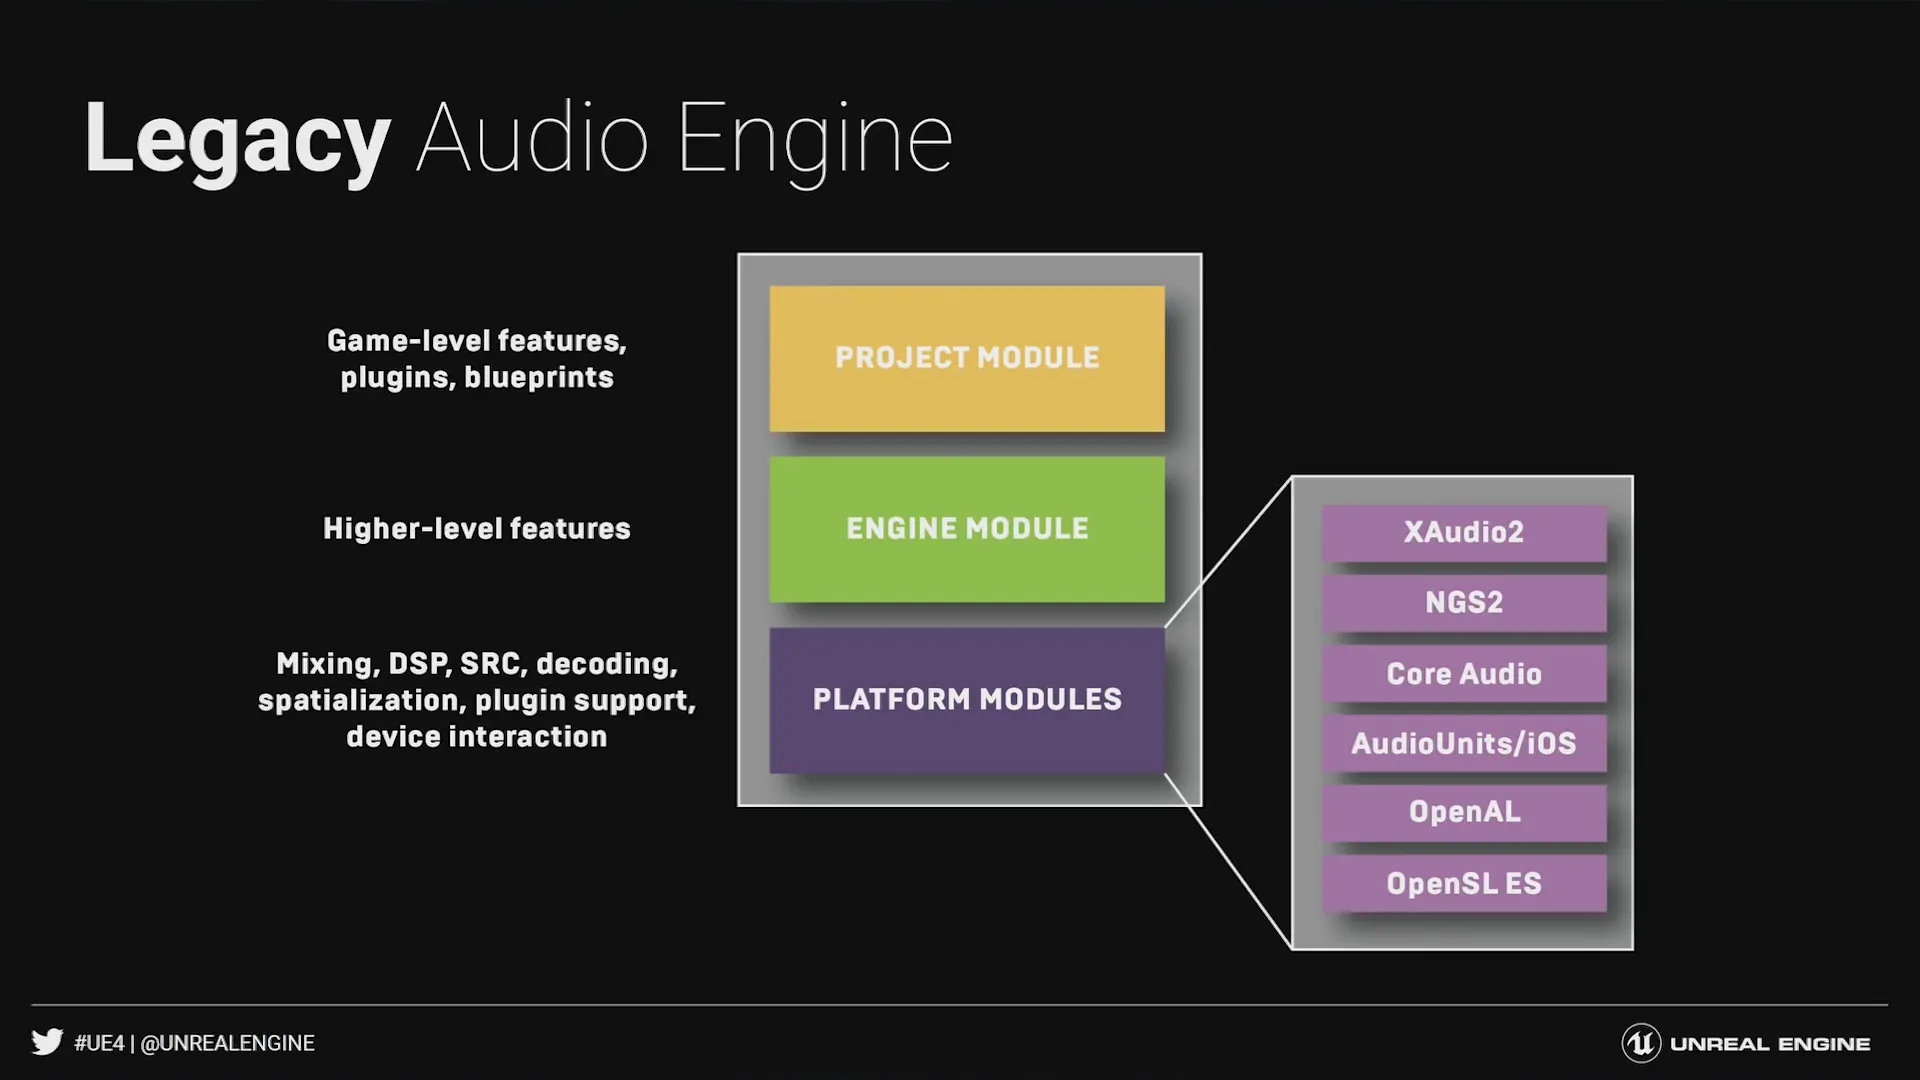 Legacy Audio Engine
Game-level features,
plugins, blueprints
PROJECT MODULE
Higher-level features
ENGINE MODULE
Mixing, DSP, SRC, decoding,
spatialization, plugin support,
device interaction
PLATFORM MODULES
XAudio2
NGS2
Core Audio
AudioUnits/iOS
OpenAL
OpenSL ES
#UE4 | @UNREALENGINE
UNREAL ENGINE